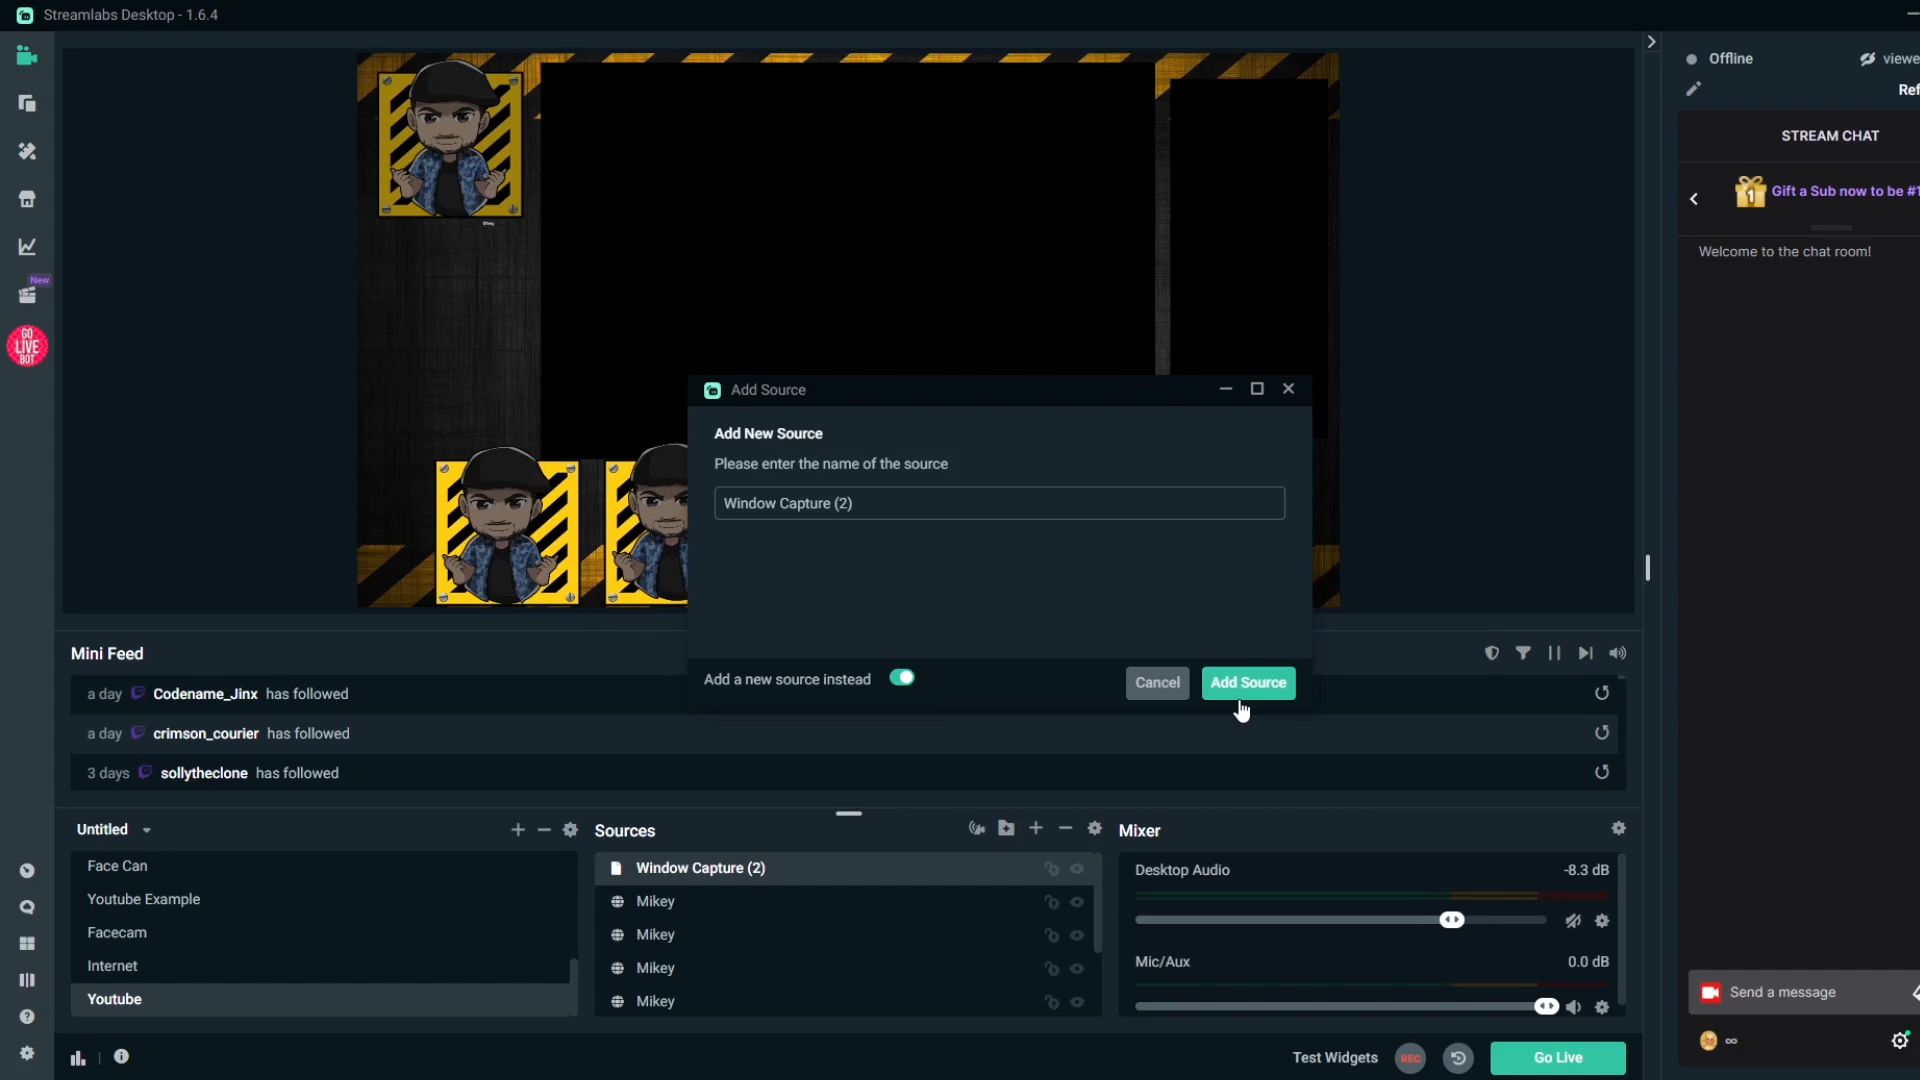 Streamlabs Desktop - 1.6.4
Offline
viewe
Ref
STREAM CHAT
1
Gift a Sub now to be #1
Welcome to the chat room!
New
GO
LIVE
BOT
Add Source
Add New Source
Please enter the name of the source
Window Capture (2)
Add a new source instead
Cancel
Add Source
Mini Feed
a day Codename_Jinx has followed
a day crimson_courier has followed
3 days sollytheclone has followed
Untitled
Face Can
Youtube Example
Facecam
Internet
Youtube
Sources
Window Capture (2)
Mikey
Mikey
Mikey
Mikey
Mixer
Desktop Audio
-8.3 dB
Mic/Aux
0.0 dB
Send a message
∞
Test Widgets
REC
Go Live